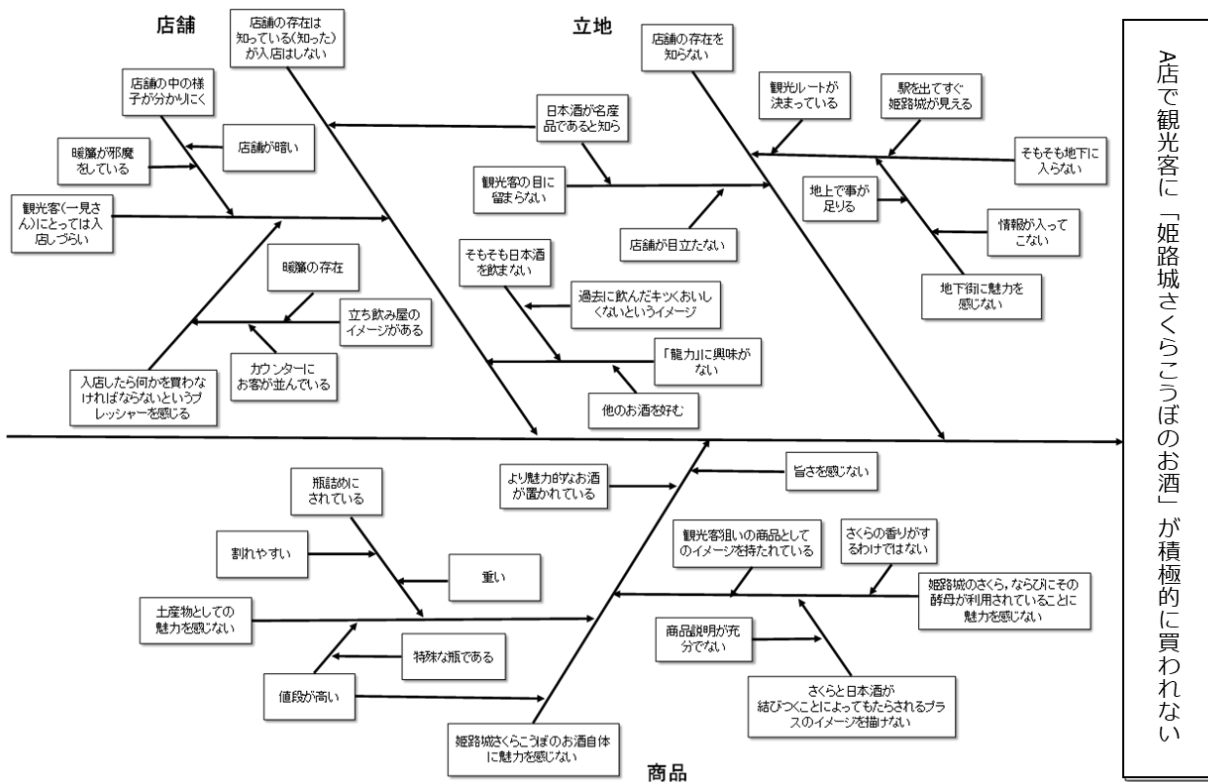 店舗
店舗の存在は
知っている(知った)
が入店はしない
店舗の中の様
子が分かりにく
店舗が暗い
暖簾が邪魔
をしている
観光客(一見さ
ん)にとっては入
店しづらい
暖簾の存在
立ち飲み屋の
イメージがある
カウンターに
お客が並んでいる
入店したら何かを買わな
ければならないというプ
レッシャーを感じる
立地
店舗の存在を
知らない
日本酒が名産
品であると知ら
観光客の目に
留まらない
店舗が目立たない
観光ルートが
決まっている
駅を出てすぐ
姫路城が見える
そもそも地下に
入らない
地上で事が
足りる
情報が入って
こない
地下街に魅力を
感じない
そもそも日本酒
を飲まない
過去に飲んだキツくおいし
くないというイメージ
「龍力」に興味が
ない
他のお酒を好む
A店で観光客に「姫路城さくらこうぼのお酒」が積極的に買われない
瓶詰めに
されている
割れやすい
重い
土産物としての
魅力を感じない
特殊な瓶である
値段が高い
より魅力的なお酒
が置かれている
旨さを感じない
観光客狙いの商品として
のイメージを持たれている
さくらの香りがす
るわけではない
姫路城のさくら,ならびにその
酵母が利用されていることに
魅力を感じない
商品説明が充
分でない
さくらと日本酒が
結びつくことによってもたらされるプラ
スのイメージを描けない
姫路城さくらこうぼのお酒自体
に魅力を感じない
商品